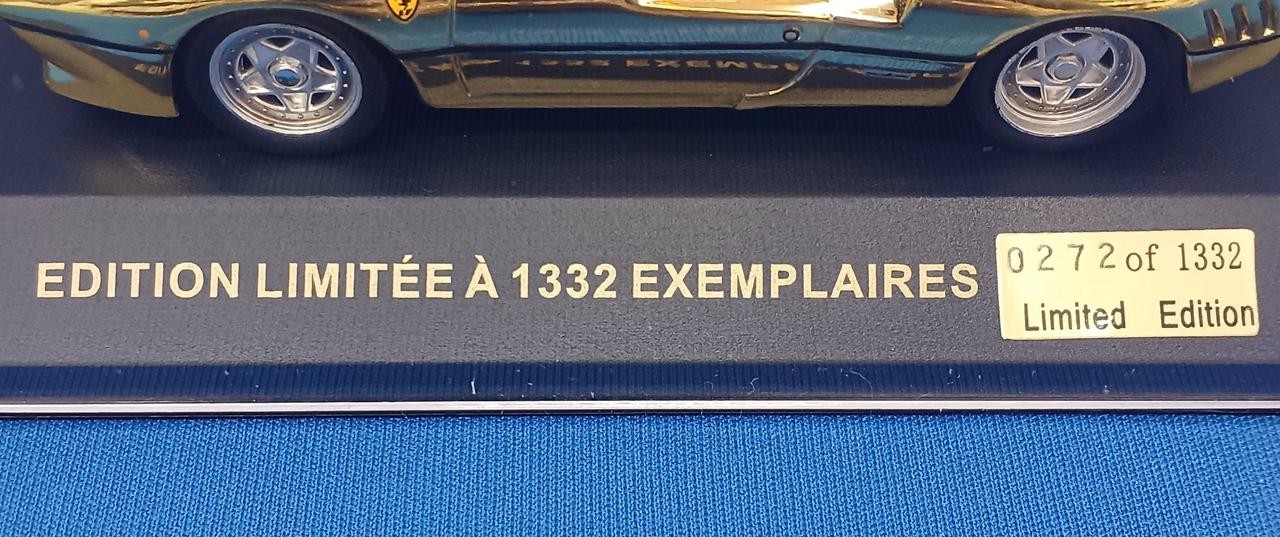 EDITION LIMITÉE À 1332 EXEMPLAIRES
0272 of 1332
Limited Edition